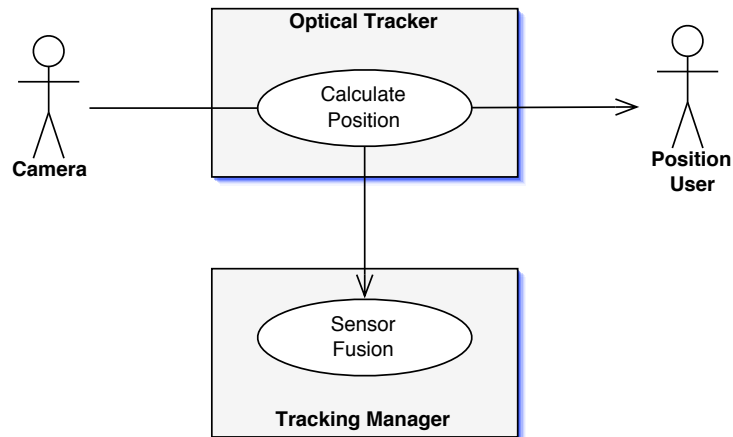 Optical Tracker
Calculate
Position
Camera
Position
User
Sensor
Fusion
Tracking Manager